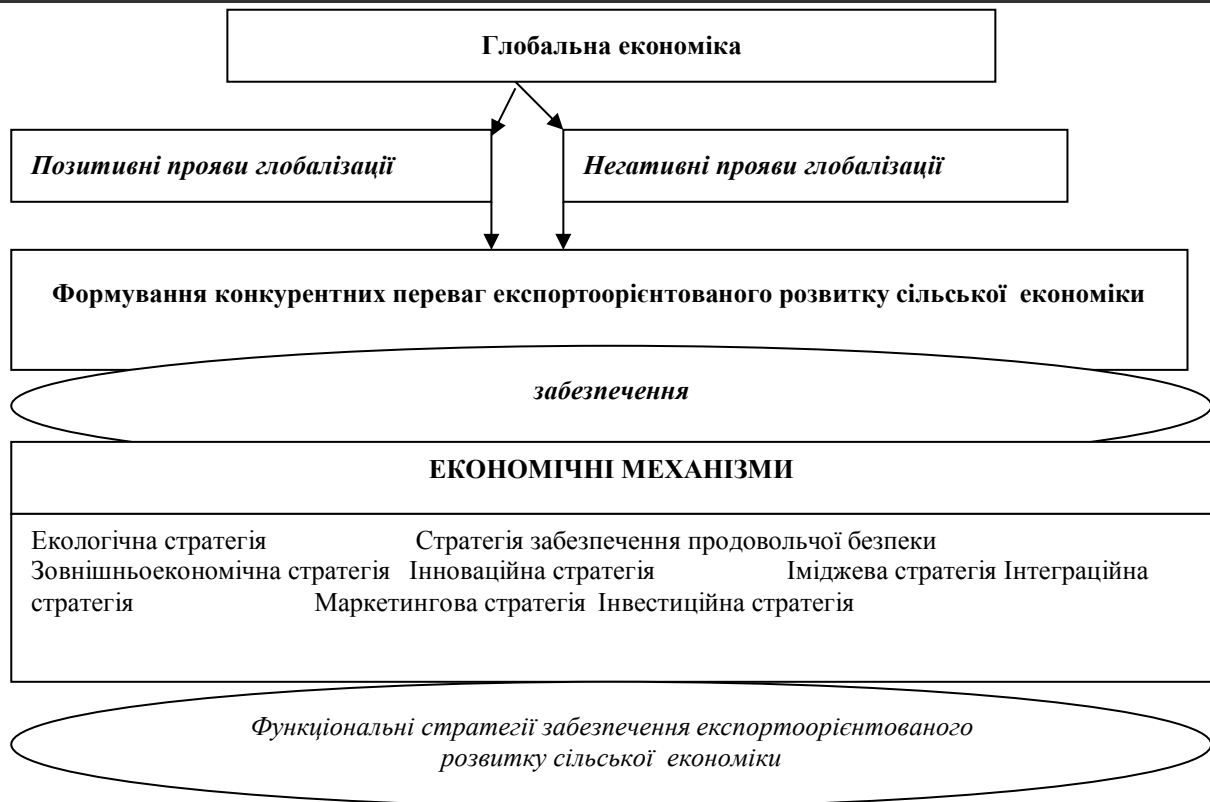 Глобальна економіка
Позитивні прояви глобалізації
Негативні прояви глобалізації
Формування конкурентних переваг експортоорієнтованого розвитку сільської економіки
забезпечення
ЕКОНОМІЧНІ МЕХАНІЗМИ
Екологічна стратегія Стратегія забезпечення продовольчої безпеки
Зовнішньоекономічна стратегія Інноваційна стратегія Іміджева стратегія Інтеграційна
стратегія Маркетингова стратегія Інвестиційна стратегія
Функціональні стратегії забезпечення експортоорієнтованого
розвитку сільської економіки